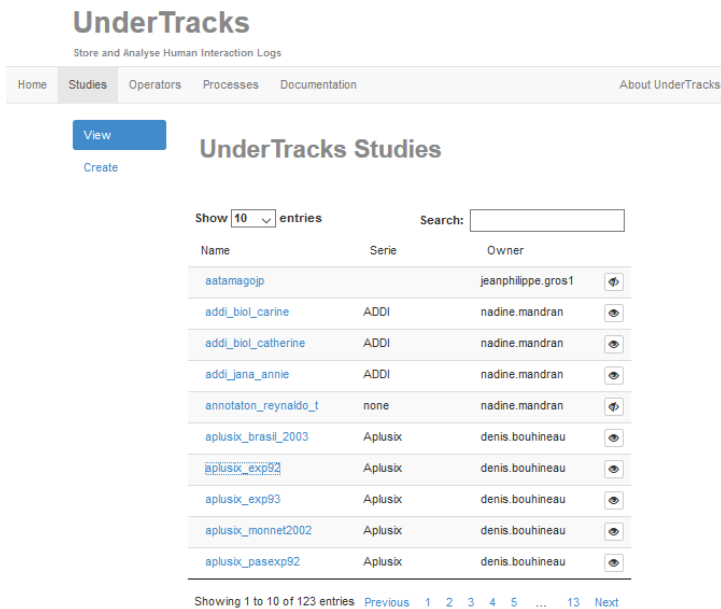 UnderTracks
Store and Analyse Human Interaction Logs
Home Studies Operators Processes Documentation About UnderTracks
View
Create
UnderTracks Studies
Show 10 entries Search:
Name Serie Owner
aatamagojp jeanphilippe.gros1
addi_biol_carine ADDI nadine.mandran
addi_biol_catherine ADDI nadine.mandran
addi_jana_annie ADDI nadine.mandran
annotaton_reynaldo_t none nadine.mandran
aplusix_brasil_2003 Aplusix denis.bouhineau
aplusix_exp92 Aplusix denis.bouhineau
aplusix_exp93 Aplusix denis.bouhineau
aplusix_monnet2002 Aplusix denis.bouhineau
aplusix_pasexp92 Aplusix denis.bouhineau
Showing 1 to 10 of 123 entries Previous 1 2 3 4 5 ... 13 Next